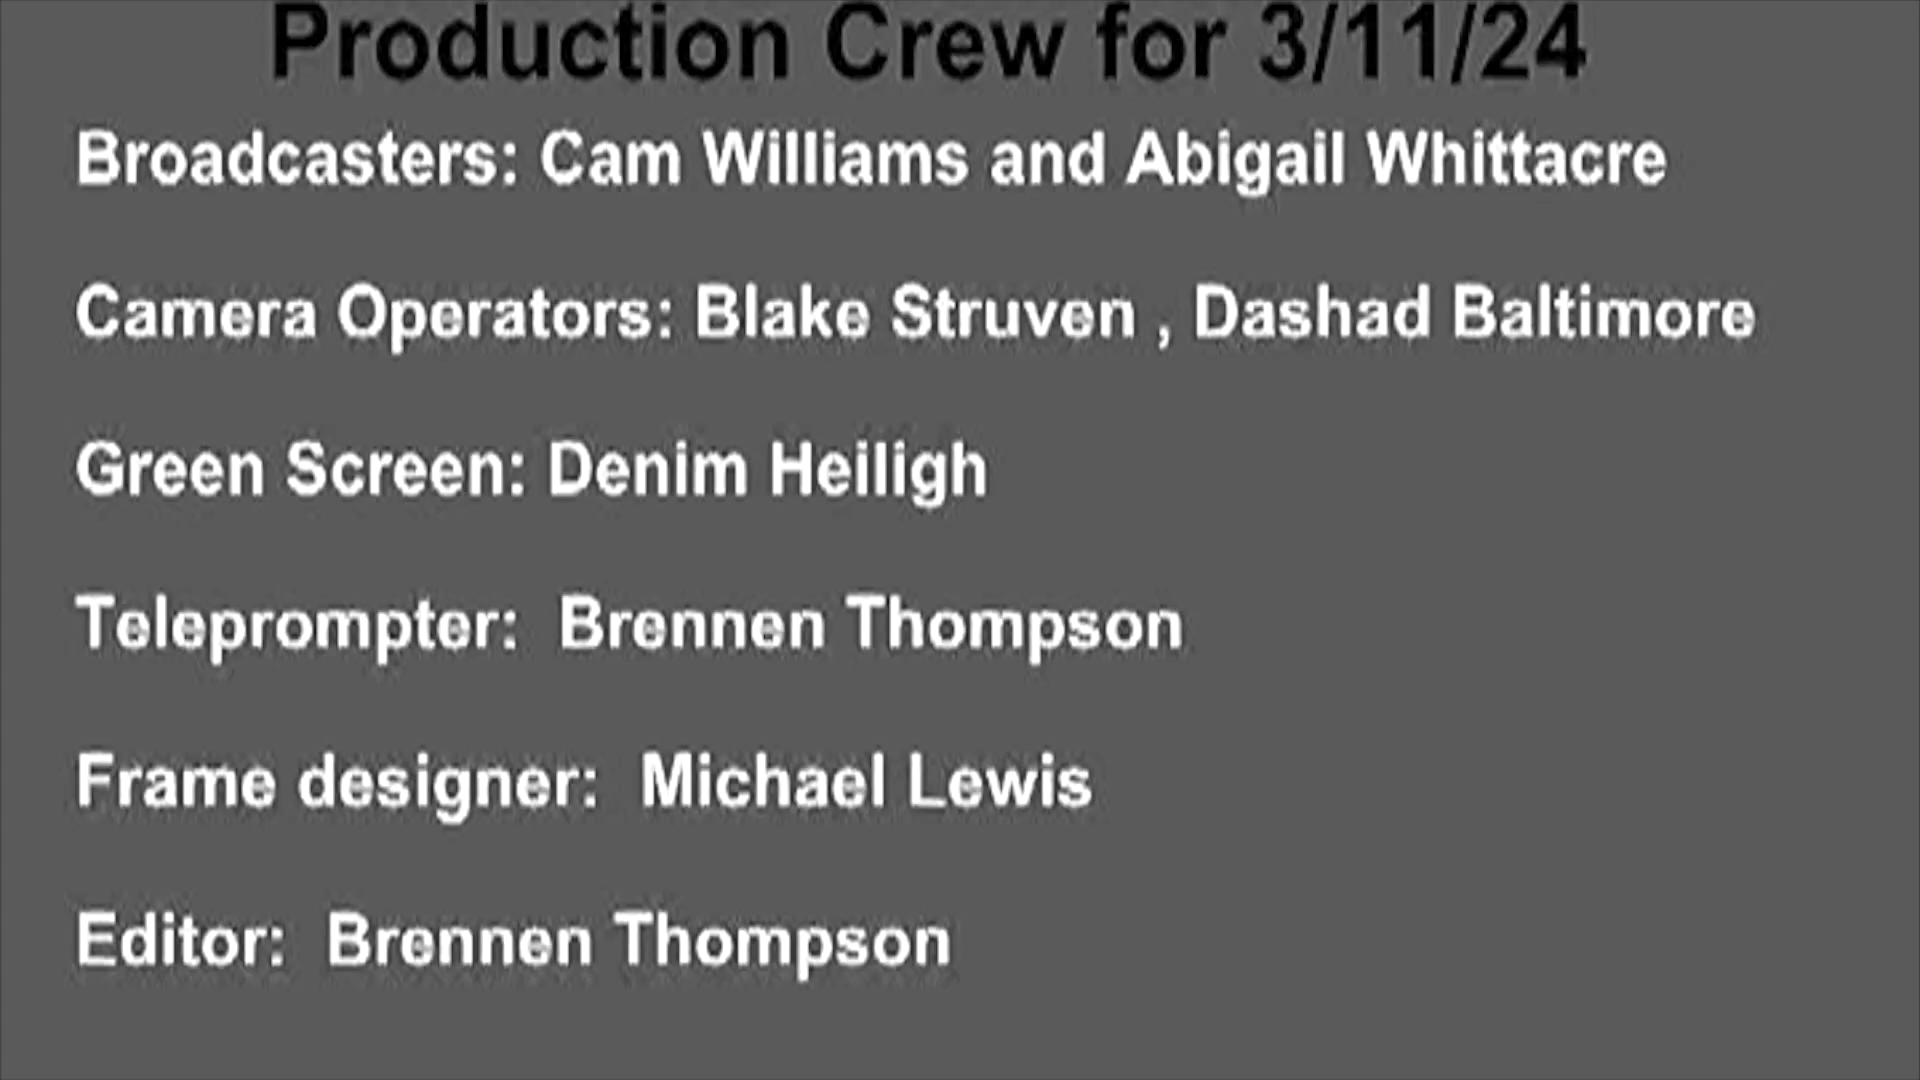 Production Crew for 3/11/24
Broadcasters: Cam Williams and Abigail Whittacre
Camera Operators: Blake Struven , Dashad Baltimore
Green Screen: Denim Heiligh
Teleprompter:  Brennen Thompson
Frame designer:  Michael Lewis
Editor:  Brennen Thompson